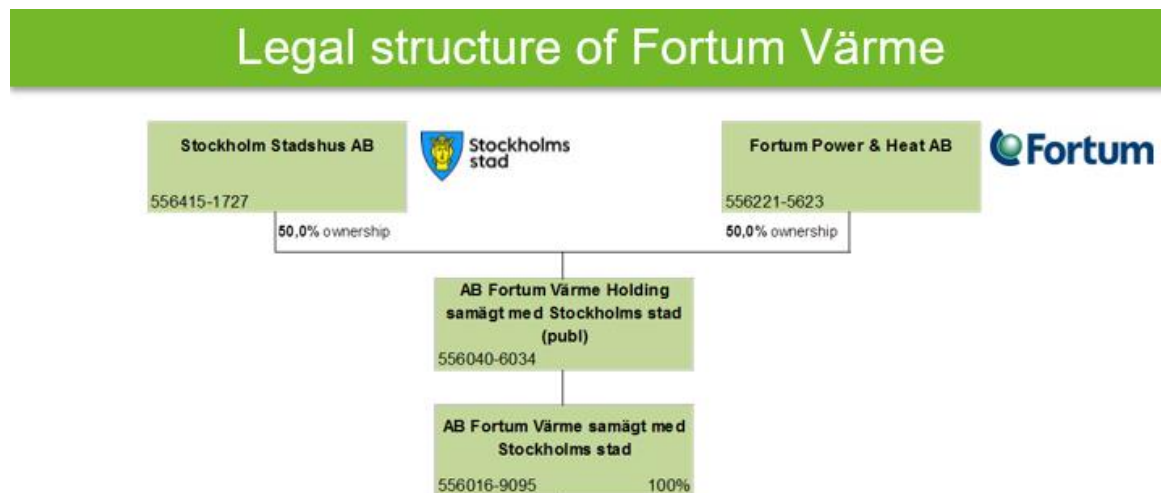 Legal structure of Fortum Värme
Stockholm Stadshus AB
556415-1727
Stockholms
stad
Fortum Power & Heat AB
556221-5623
Fortum
50,0% ownership
50,0% ownership
AB Fortum Värme Holding
samägt med Stockholms stad
(publ)
556040-6034
AB Fortum Värme samägt med
Stockholms stad
556016-9095 100%